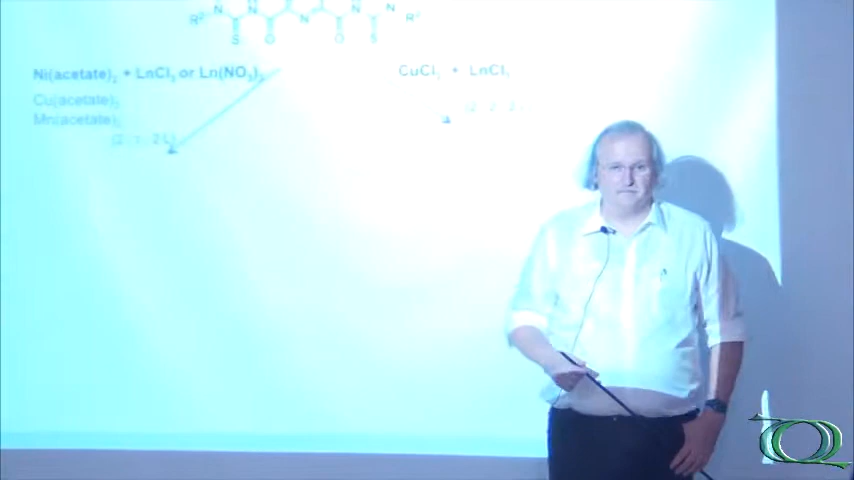 R² N N N N N R²
S O O S
Ni(acetate)₂ + LnCl₃ or Ln(NO₃)₃
CuCl₂ + LnCl₃
Cu(acetate)₂
Mn(acetate)₂